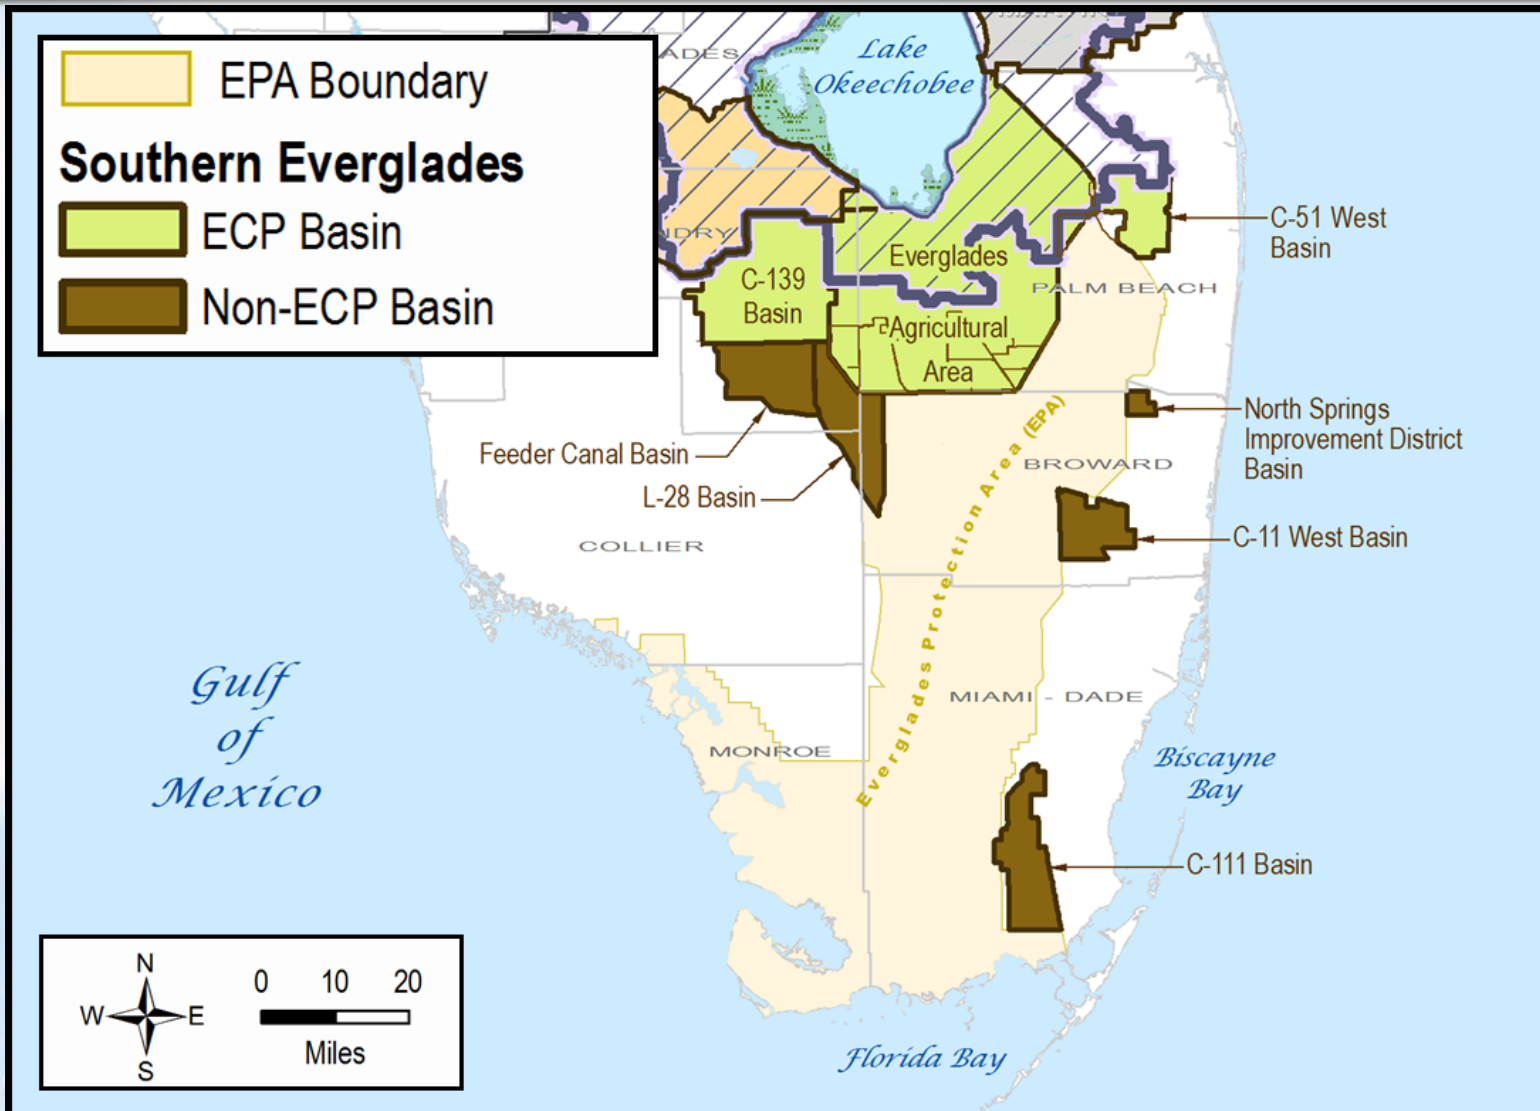 EPA Boundary
Southern Everglades
ECP Basin
Non-ECP Basin
ADES
Lake
Okeechobee
NDRY
C-139
Basin
Everglades
Agricultural
Area
C-51 West
Basin
PALM BEACH
North Springs
Improvement District
Basin
Feeder Canal Basin
L-28 Basin
BROWARD
C-11 West Basin
COLLIER
Everglades Protection Area (EPA)
Gulf
of
Mexico
MIAMI - DADE
MONROE
Biscayne
Bay
C-111 Basin
N
W E
S
0 10 20
Miles
Florida Bay